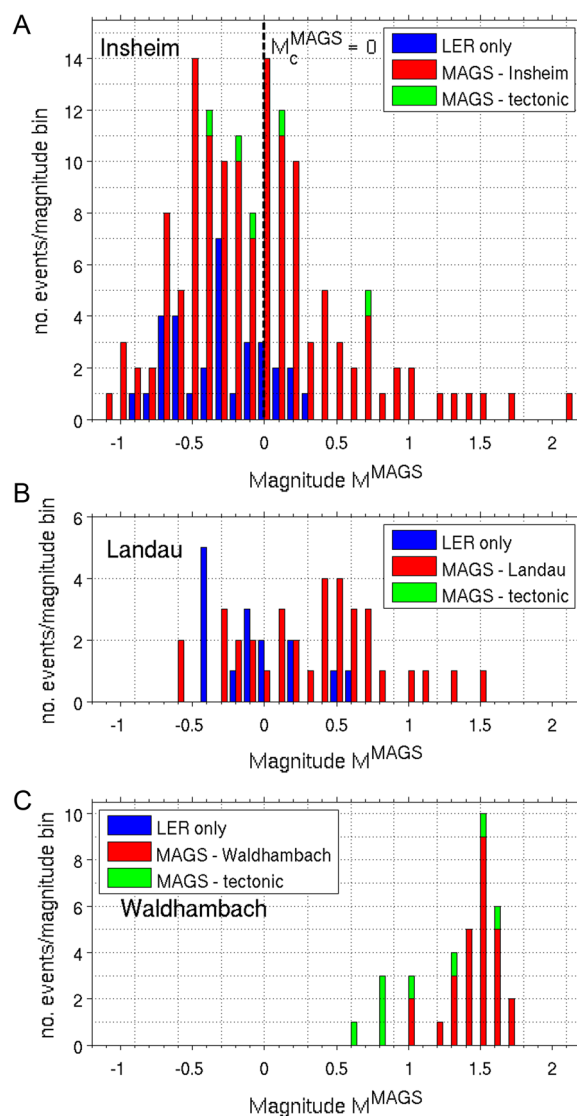 A
Insheim
M_c^MAGS = 0
LER only
MAGS - Insheim
MAGS - tectonic
no. events/magnitude bin
14
12
10
8
6
4
2
0
-1 -0.5 0 0.5 1 1.5 2
Magnitude M^MAGS
B
Landau
LER only
MAGS - Landau
MAGS - tectonic
no. events/magnitude bin
6
4
2
0
-1 -0.5 0 0.5 1 1.5 2
Magnitude M^MAGS
C
LER only
MAGS - Waldhambach
MAGS - tectonic
Waldhambach
no. events/magnitude bin
10
8
6
4
2
0
-1 -0.5 0 0.5 1 1.5 2
Magnitude M^MAGS